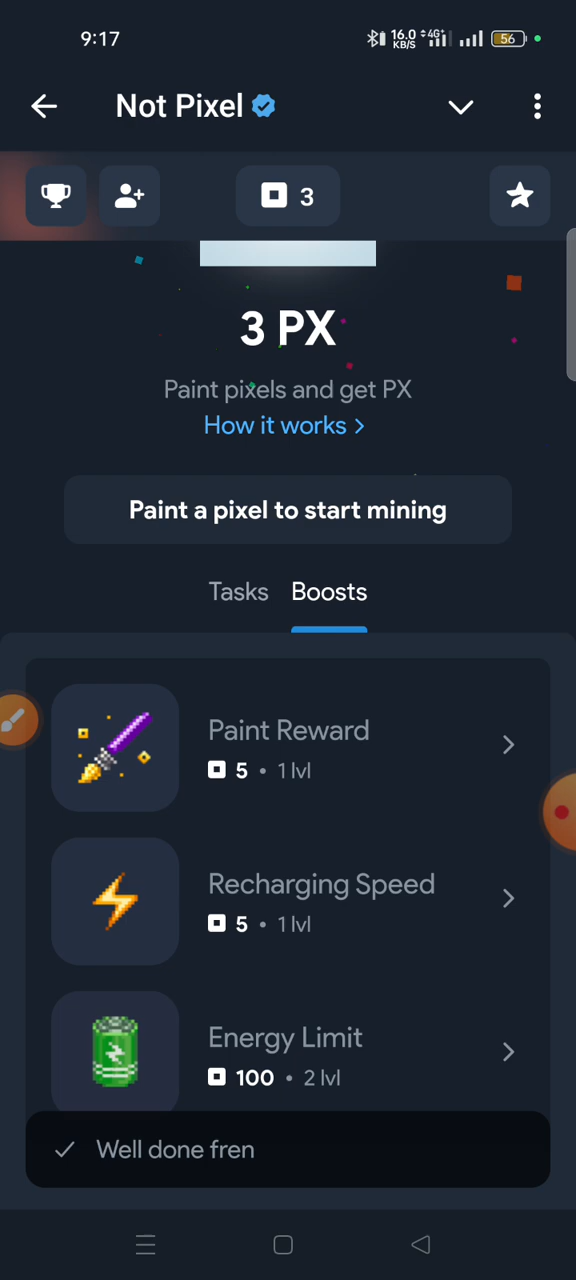 9:17
16.0 KB/S 4G 56
Not Pixel
3
3 PX
Paint pixels and get PX
How it works >
Paint a pixel to start mining
Tasks Boosts
Paint Reward
5 • 1 lvl
Recharging Speed
5 • 1 lvl
Energy Limit
100 • 2 lvl
Well done fren